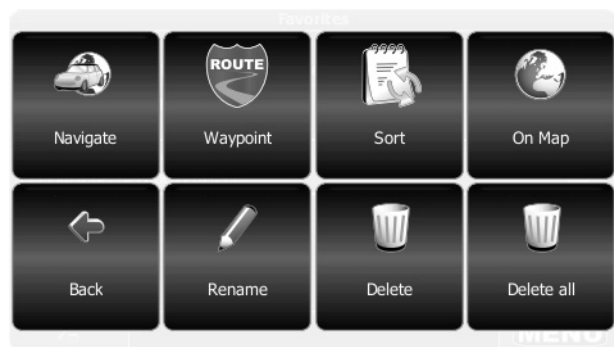 Favorites
ROUTE
Navigate
Waypoint
Sort
On Map
Back
Rename
Delete
Delete all
MENU